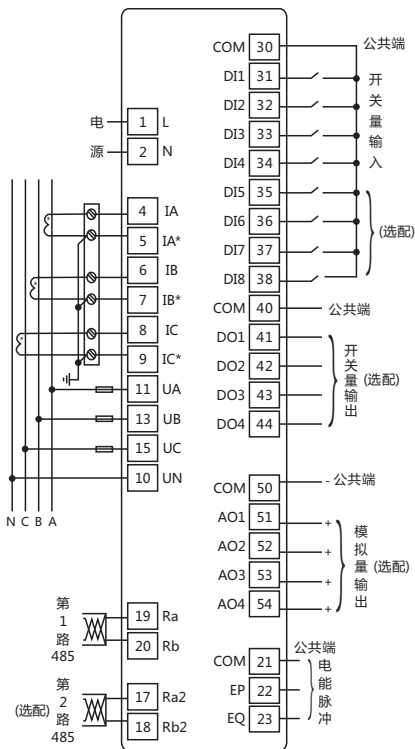 电 1 L
源 2 N
4 IA
5 IA*
6 IB
7 IB*
8 IC
9 IC*
11 UA
13 UB
15 UC
10 UN
N C B A
第1路485
19 Ra
20 Rb
(选配)
第2路485
17 Ra2
18 Rb2
COM 30 公共端
DI1 31
DI2 32
DI3 33
DI4 34
DI5 35
DI6 36
DI7 37
DI8 38
开关量输入
(选配)
COM 40 公共端
DO1 41
DO2 42
DO3 43
DO4 44
开关量输出
(选配)
COM 50 - 公共端
AO1 51 +
AO2 52 +
AO3 53 +
AO4 54 +
模拟量输出
(选配)
公共端
COM 21
EP 22
EQ 23
电能脉冲